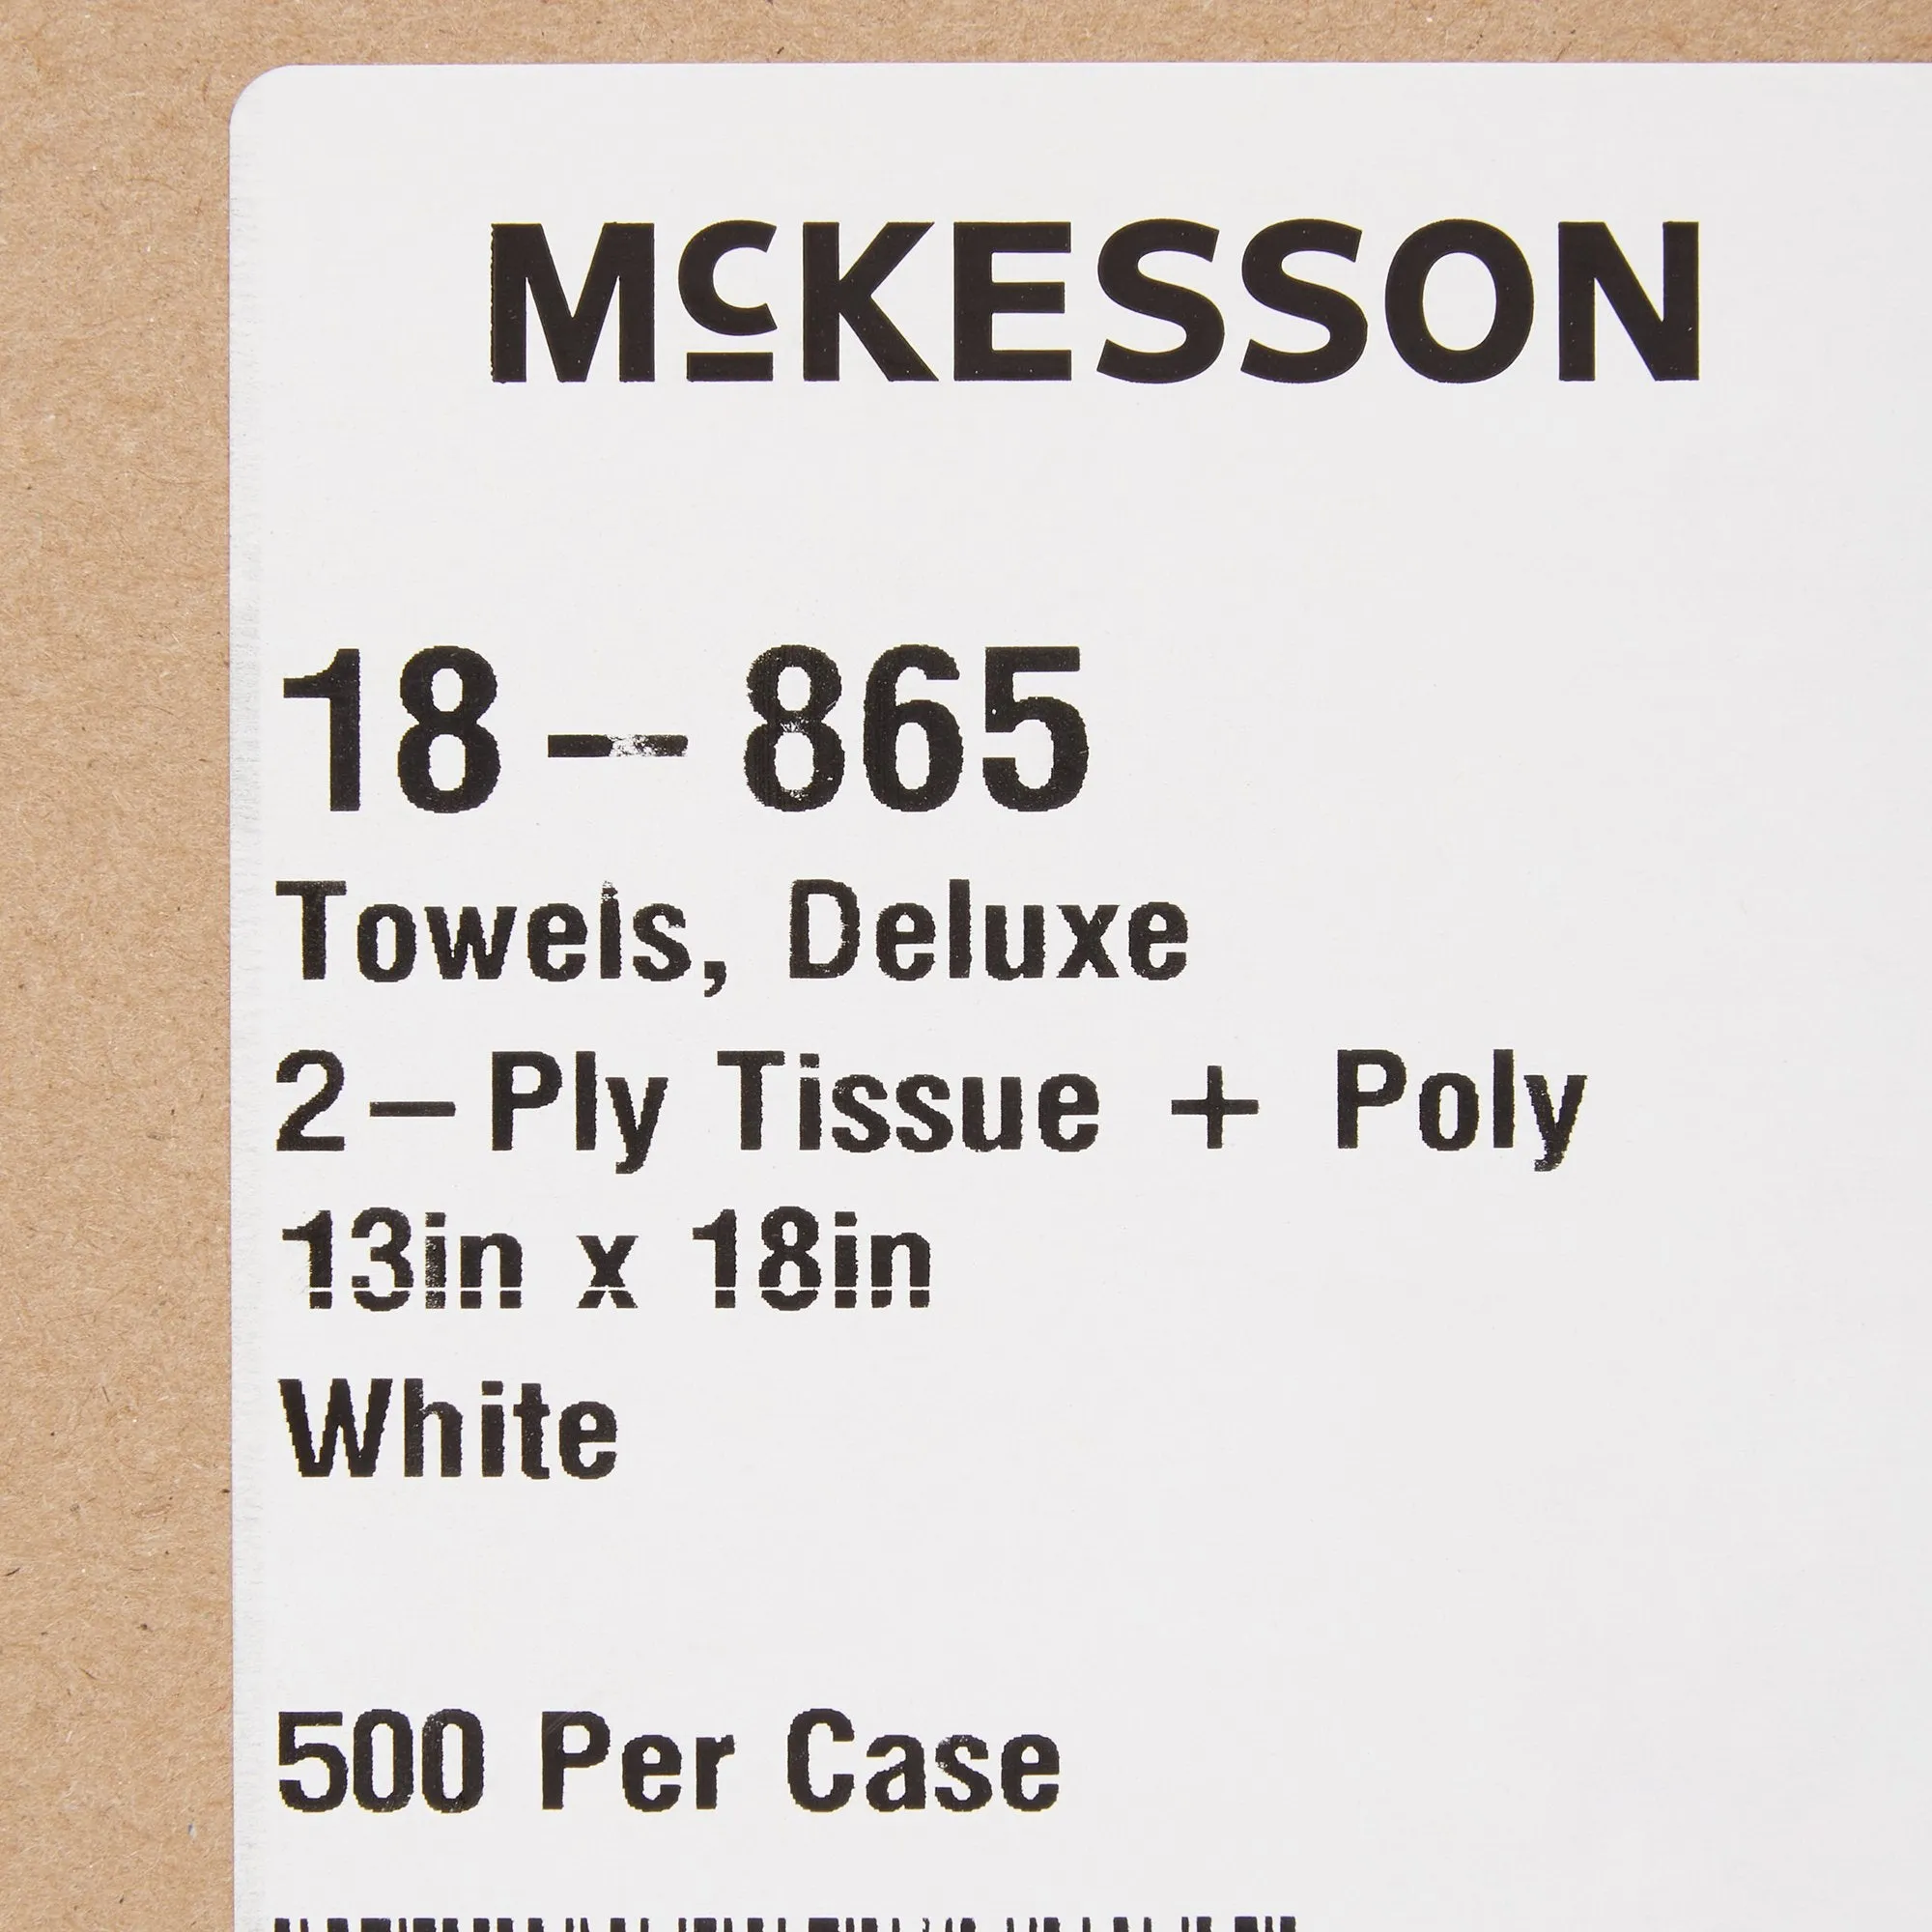 McKESSON
18-865
Towels, Deluxe
2-Ply Tissue + Poly
13in x 18in
White
500 Per Case